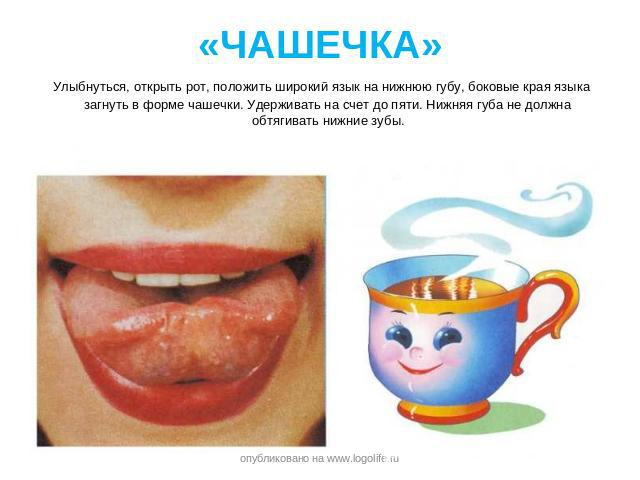 «ЧАШЕЧКА»
Улыбнуться, открыть рот, положить широкий язык на нижнюю губу, боковые края языка
загнуть в форме чашечки. Удерживать на счет до пяти. Нижняя губа не должна
обтягивать нижние зубы.
опубликовано на www.logolife.ru